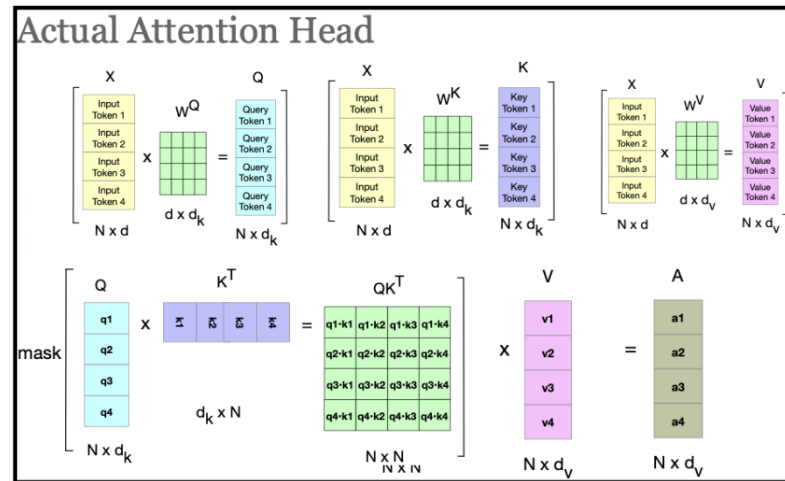 Actual Attention Head
X
Input
Token 1
Input
Token 2
Input
Token 3
Input
Token 4
N x d
x
W^Q
d x d_k
=
Q
Query
Token 1
Query
Token 2
Query
Token 3
Query
Token 4
N x d_k
X
Input
Token 1
Input
Token 2
Input
Token 3
Input
Token 4
N x d
x
W^K
d x d_k
=
K
Key
Token 1
Key
Token 2
Key
Token 3
Key
Token 4
N x d_k
X
Input
Token 1
Input
Token 2
Input
Token 3
Input
Token 4
N x d
x
W^V
d x d_v
=
V
Value
Token 1
Value
Token 2
Value
Token 3
Value
Token 4
N x d_v
mask
Q
q1
q2
q3
q4
N x d_k
x
K^T
k1 k2 k3 k4
d_k x N
=
QK^T
q1·k1 q1·k2 q1·k3 q1·k4
q2·k1 q2·k2 q2·k3 q2·k4
q3·k1 q3·k2 q3·k3 q3·k4
q4·k1 q4·k2 q4·k3 q4·k4
N x N
N x N
x
V
v1
v2
v3
v4
N x d_v
=
A
a1
a2
a3
a4
N x d_v